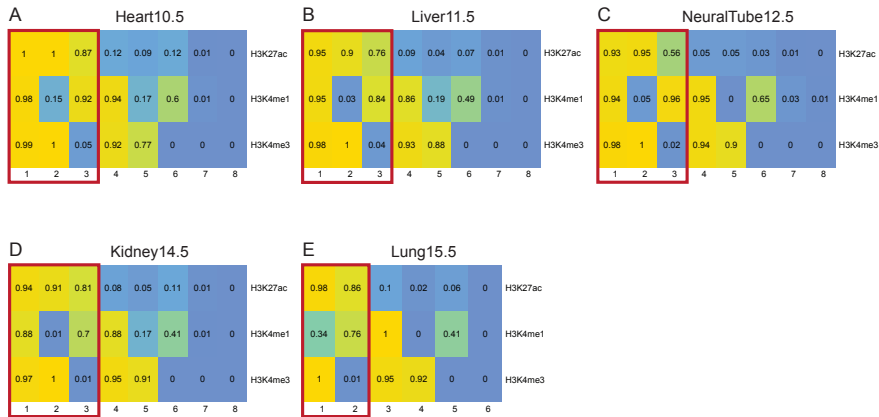 A Heart10.5
1 1 0.87 0.12 0.09 0.12 0.01 0 H3K27ac
0.98 0.15 0.92 0.94 0.17 0.6 0.01 0 H3K4me1
0.99 1 0.05 0.92 0.77 0 0 0 H3K4me3
1 2 3 4 5 6 7 8
B Liver11.5
0.95 0.9 0.76 0.09 0.04 0.07 0.01 0 H3K27ac
0.95 0.03 0.84 0.86 0.19 0.49 0.01 0 H3K4me1
0.98 1 0.04 0.93 0.88 0 0 0 H3K4me3
1 2 3 4 5 6 7 8
C NeuralTube12.5
0.93 0.95 0.56 0.05 0.05 0.03 0.01 0 H3K27ac
0.94 0.05 0.96 0.95 0 0.65 0.03 0.01 H3K4me1
0.98 1 0.02 0.94 0.9 0 0 0 H3K4me3
1 2 3 4 5 6 7 8
D Kidney14.5
0.94 0.91 0.81 0.08 0.05 0.11 0.01 0 H3K27ac
0.88 0.01 0.7 0.88 0.17 0.41 0.01 0 H3K4me1
0.97 1 0.01 0.95 0.91 0 0 0 H3K4me3
1 2 3 4 5 6 7 8
E Lung15.5
0.98 0.86 0.1 0.02 0.06 0 H3K27ac
0.34 0.76 1 0 0.41 0 H3K4me1
1 0.01 0.95 0.92 0 0 H3K4me3
1 2 3 4 5 6